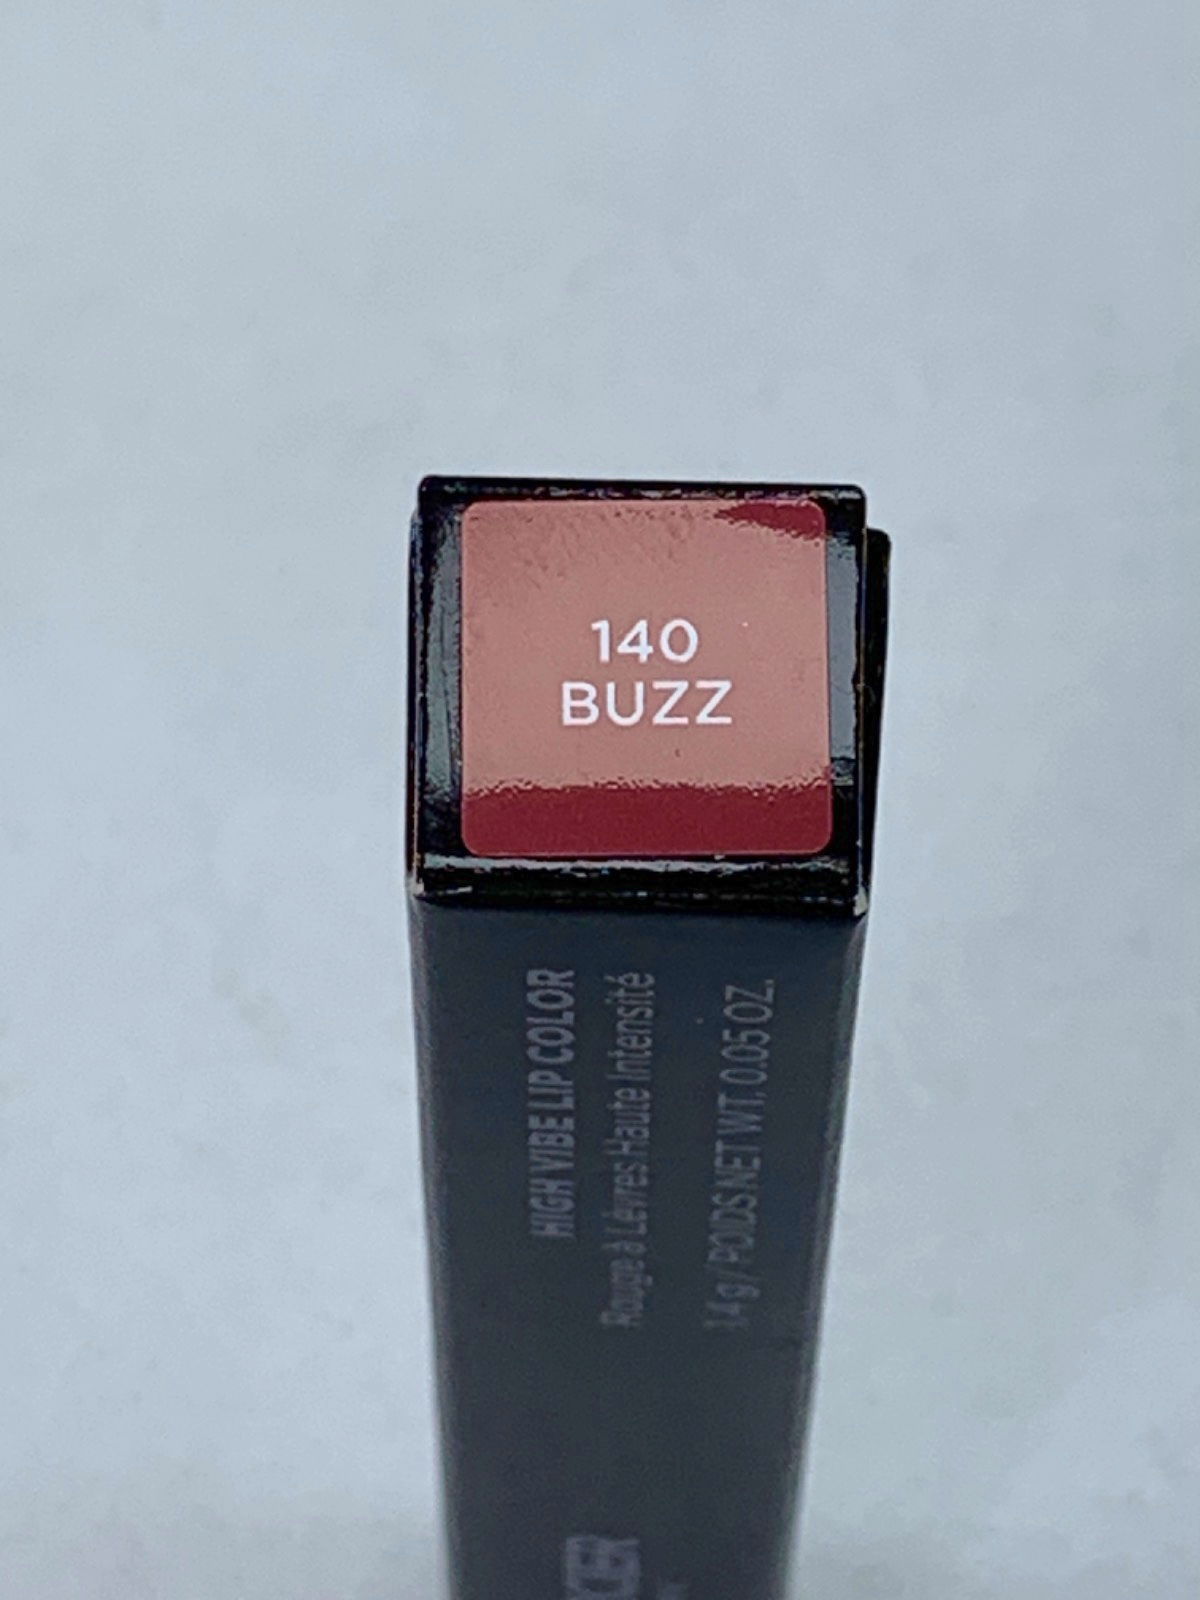 140
BUZZ
HIGH VIBE LIP COLOR
Rouge à Lèvres Haute Intensité
1.4 g / POIDS NET WT. 0.05 OZ.